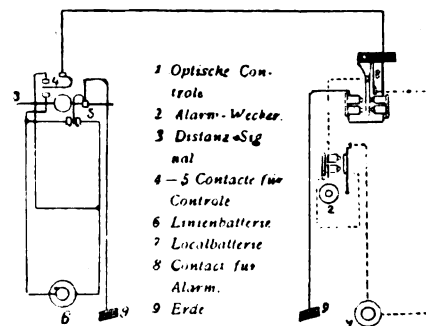 1 Optische Con-
trole
2 Alarm-Wecker.
3 Distanz-Sig
nal
4-5 Contacte für
Controle
6 Linienbatterie
7 Localbatterie
8 Contact für
Alarm.
9 Erde
4
3
5
6
9
8
2
9